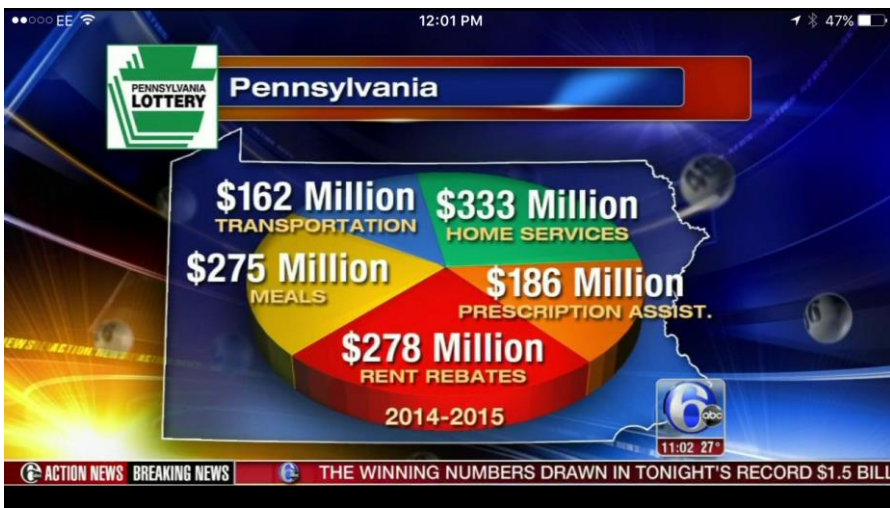 EE
12:01 PM
47%
PENNSYLVANIA
LOTTERY
Pennsylvania
$162 Million
TRANSPORTATION
$333 Million
HOME SERVICES
$275 Million
MEALS
$186 Million
PRESCRIPTION ASSIST.
$278 Million
RENT REBATES
2014-2015
6 abc
11:02 27°
6 ACTION NEWS BREAKING NEWS
THE WINNING NUMBERS DRAWN IN TONIGHT'S RECORD $1.5 BILL